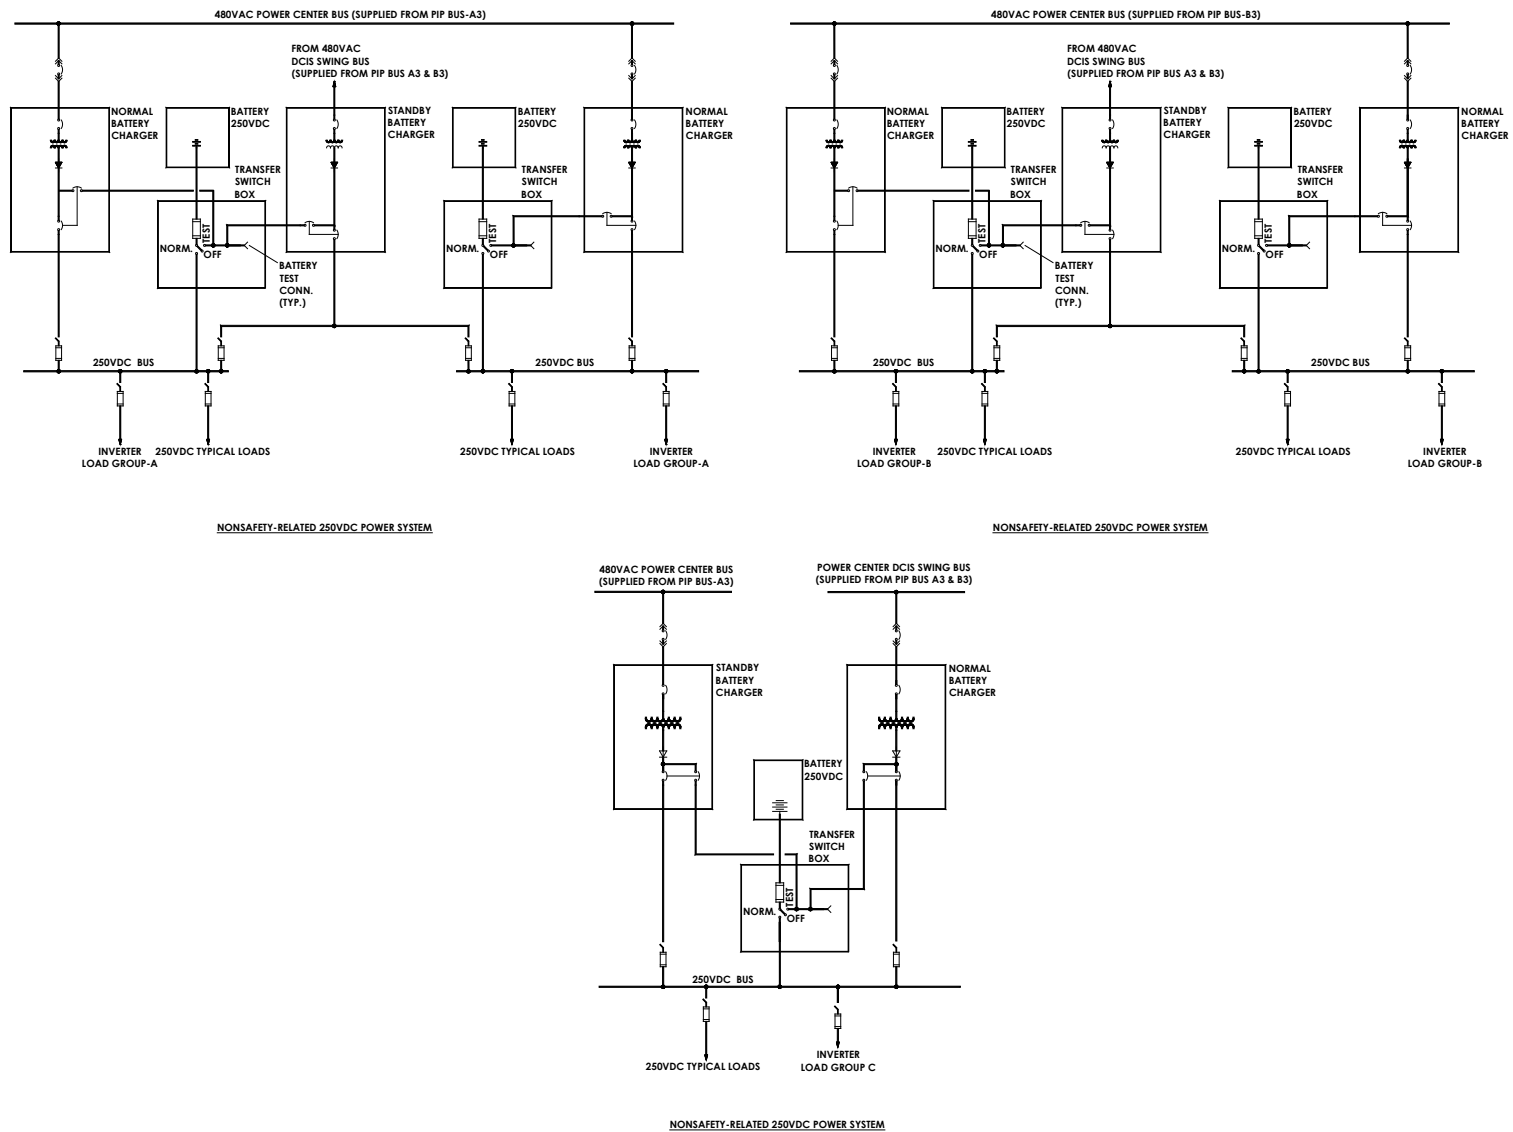 480VAC POWER CENTER BUS (SUPPLIED FROM PIP BUS-A3)
FROM 480VAC
DCIS SWING BUS
(SUPPLIED FROM PIP BUS A3 & B3)
NORMAL
BATTERY
CHARGER
BATTERY
250VDC
STANDBY
BATTERY
CHARGER
BATTERY
250VDC
NORMAL
BATTERY
CHARGER
TRANSFER
SWITCH
BOX
TRANSFER
SWITCH
BOX
NORM.
TEST
OFF
NORM.
TEST
OFF
BATTERY
TEST
CONN.
(TYP.)
250VDC BUS
250VDC BUS
INVERTER
LOAD GROUP-A
250VDC TYPICAL LOADS
250VDC TYPICAL LOADS
INVERTER
LOAD GROUP-A
NONSAFETY-RELATED 250VDC POWER SYSTEM
480VAC POWER CENTER BUS (SUPPLIED FROM PIP BUS-B3)
FROM 480VAC
DCIS SWING BUS
(SUPPLIED FROM PIP BUS A3 & B3)
NORMAL
BATTERY
CHARGER
BATTERY
250VDC
STANDBY
BATTERY
CHARGER
BATTERY
250VDC
NORMAL
BATTERY
CHARGER
TRANSFER
SWITCH
BOX
TRANSFER
SWITCH
BOX
NORM.
TEST
OFF
NORM.
TEST
OFF
BATTERY
TEST
CONN.
(TYP.)
250VDC BUS
250VDC BUS
INVERTER
LOAD GROUP-B
250VDC TYPICAL LOADS
250VDC TYPICAL LOADS
INVERTER
LOAD GROUP-B
NONSAFETY-RELATED 250VDC POWER SYSTEM
480VAC POWER CENTER BUS
(SUPPLIED FROM PIP BUS-A3)
POWER CENTER DCIS SWING BUS
(SUPPLIED FROM PIP BUS A3 & B3)
STANDBY
BATTERY
CHARGER
NORMAL
BATTERY
CHARGER
BATTERY
250VDC
TRANSFER
SWITCH
BOX
NORM.
TEST
OFF
250VDC BUS
250VDC TYPICAL LOADS
INVERTER
LOAD GROUP C
NONSAFETY-RELATED 250VDC POWER SYSTEM